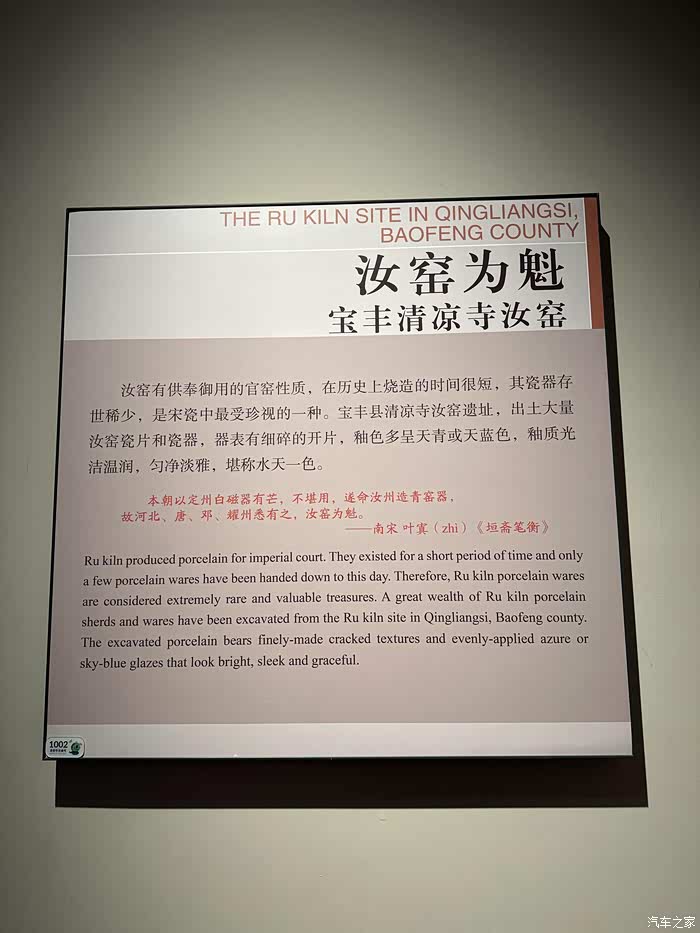 THE RU KILN SITE IN QINGLIANGSI,
BAOFENG COUNTY
汝窑为魁
宝丰清凉寺汝窑
汝窑有供奉御用的官窑性质，在历史上烧造的时间很短，其瓷器存
世稀少，是宋瓷中最受珍视的一种。宝丰县清凉寺汝窑遗址，出土大量
汝窑瓷片和瓷器，器表有细碎的开片，釉色多呈天青或天蓝色，釉质光
洁温润，匀净淡雅，堪称水天一色。
本朝以定州白磁器有芒，不堪用，遂命汝州造青窑器，
故河北、唐、邓、耀州悉有之，汝窑为魁。
——南宋 叶寘（zhì）《垣斋笔衡》
Ru kiln produced porcelain for imperial court. They existed for a short period of time and only
a few porcelain wares have been handed down to this day. Therefore, Ru kiln porcelain wares
are considered extremely rare and valuable treasures. A great wealth of Ru kiln porcelain
sherds and wares have been excavated from the Ru kiln site in Qingliangsi, Baofeng county.
The excavated porcelain bears finely-made cracked textures and evenly-applied azure or
sky-blue glazes that look bright, sleek and graceful.
1002
汽车之家